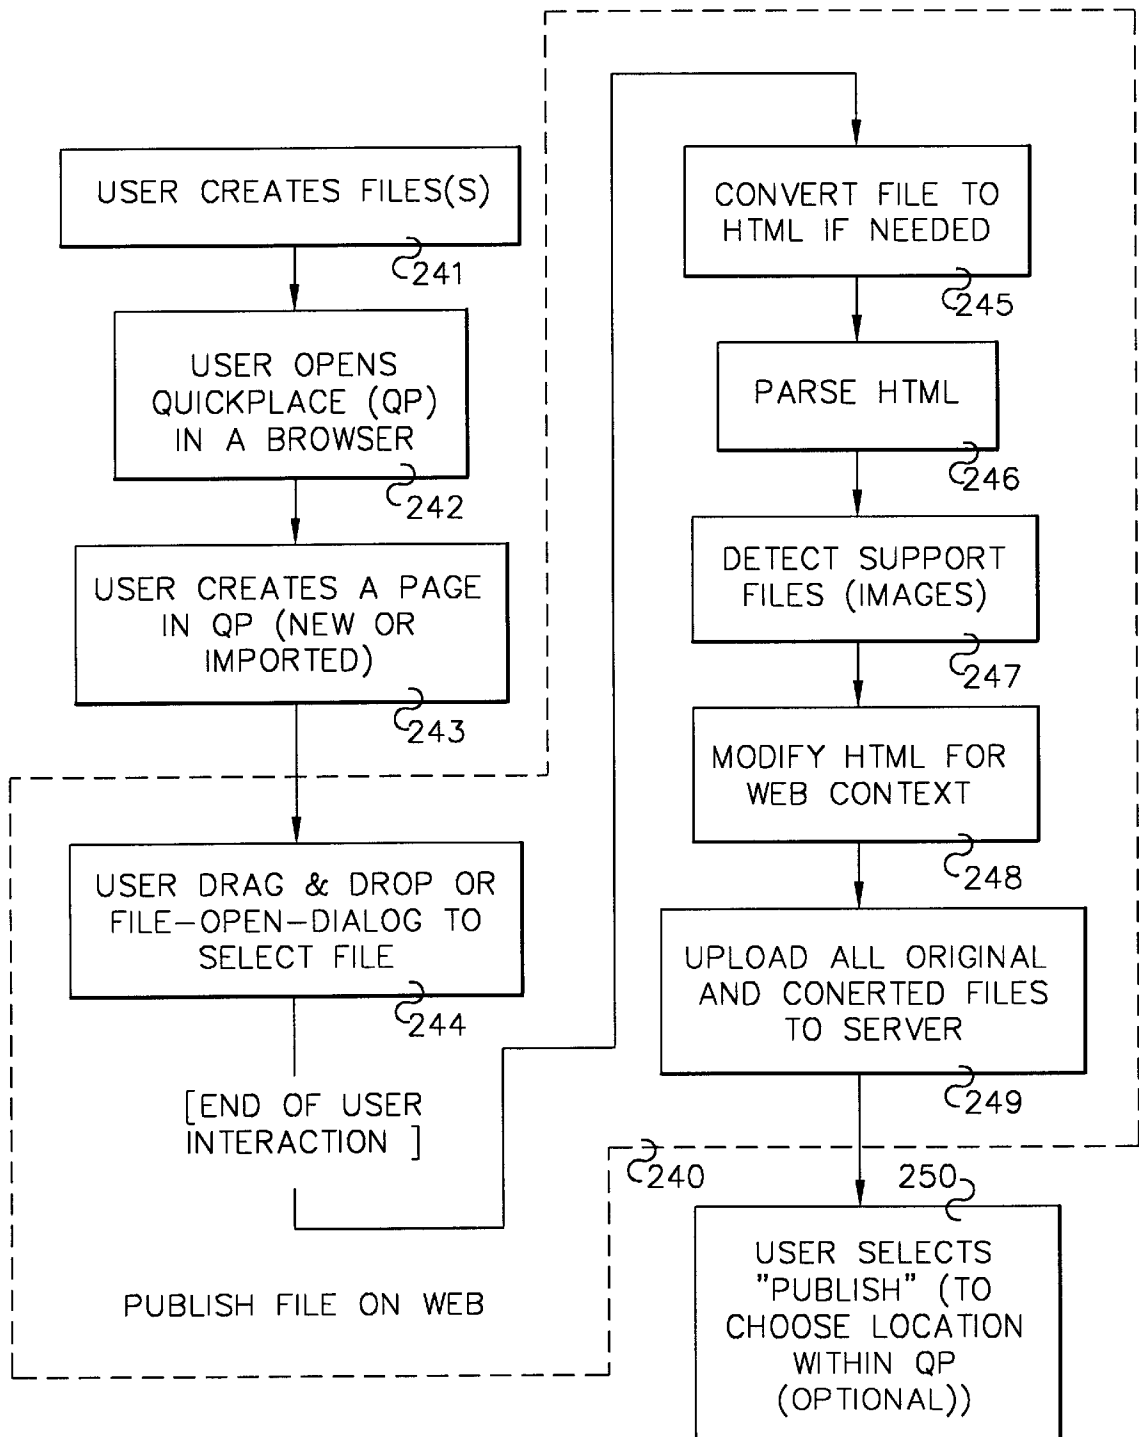 USER CREATES FILES(S)
241
USER OPENS
QUICKPLACE (QP)
IN A BROWSER
242
USER CREATES A PAGE
IN QP (NEW OR
IMPORTED)
243
USER DRAG & DROP OR
FILE-OPEN-DIALOG TO
SELECT FILE
244
[END OF USER
INTERACTION ]
PUBLISH FILE ON WEB
CONVERT FILE TO
HTML IF NEEDED
245
PARSE HTML
246
DETECT SUPPORT
FILES (IMAGES)
247
MODIFY HTML FOR
WEB CONTEXT
248
UPLOAD ALL ORIGINAL
AND CONERTED FILES
TO SERVER
249
240
250
USER SELECTS
"PUBLISH" (TO
CHOOSE LOCATION
WITHIN QP
(OPTIONAL))